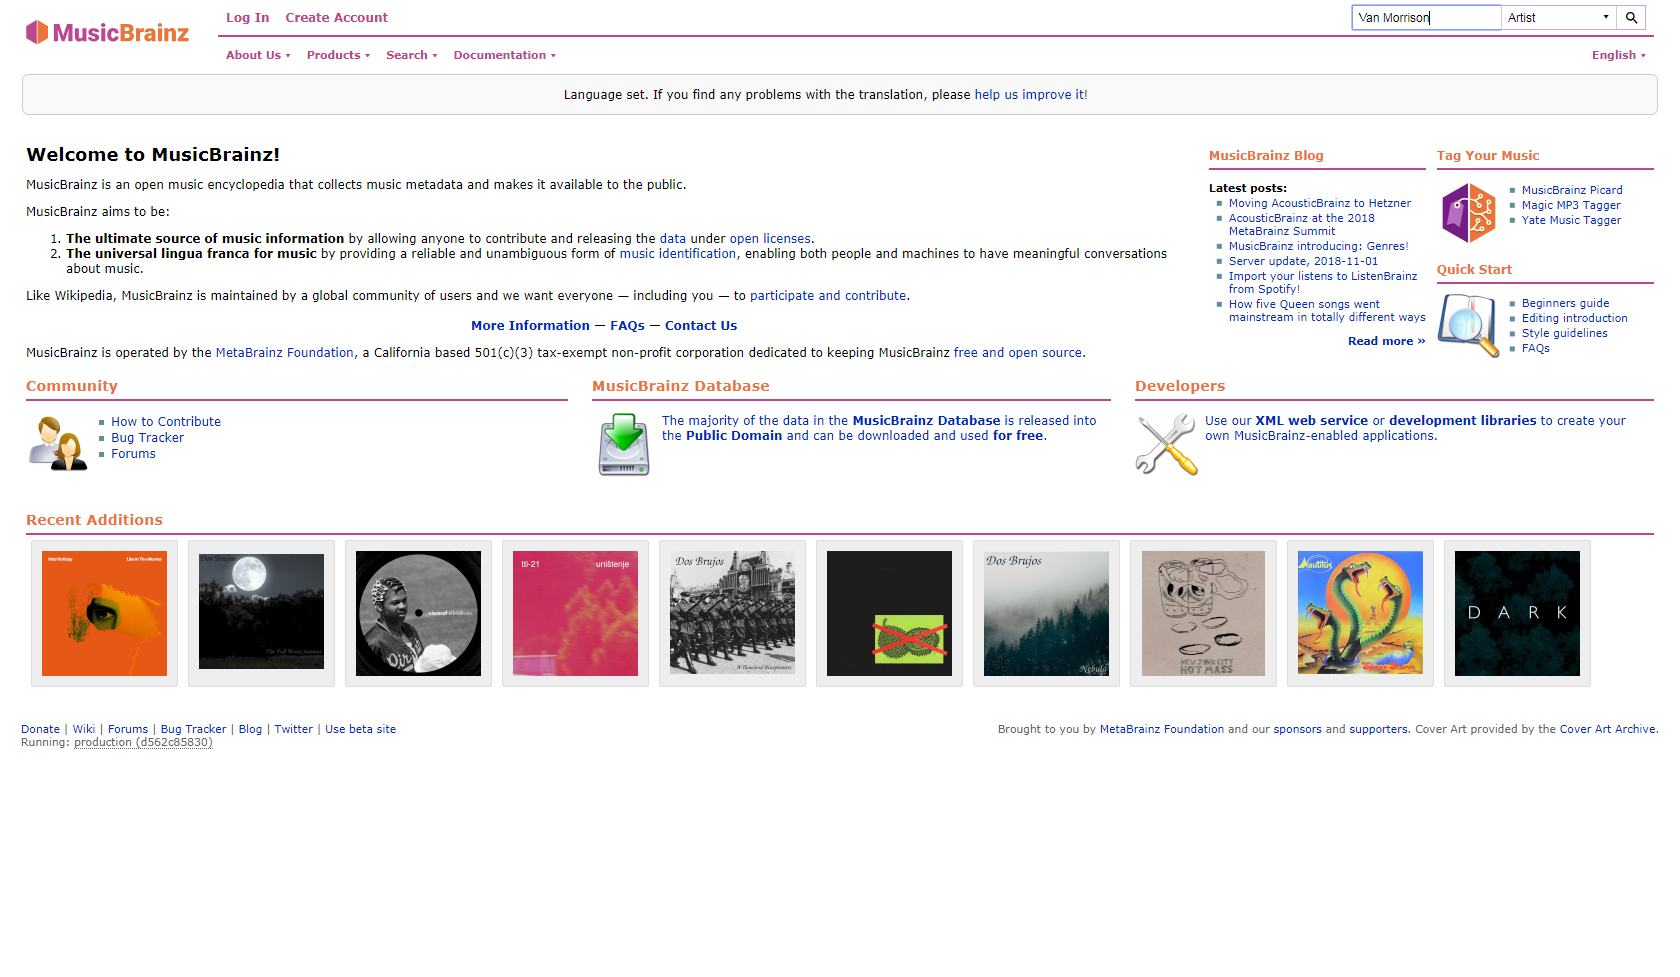 MusicBrainz
Log In Create Account
Van Morrison Artist
About Us Products Search Documentation English
Language set. If you find any problems with the translation, please help us improve it!
Welcome to MusicBrainz!
MusicBrainz is an open music encyclopedia that collects music metadata and makes it available to the public.
MusicBrainz aims to be:
1. The ultimate source of music information by allowing anyone to contribute and releasing the data under open licenses.
2. The universal lingua franca for music by providing a reliable and unambiguous form of music identification, enabling both people and machines to have meaningful conversations
about music.
Like Wikipedia, MusicBrainz is maintained by a global community of users and we want everyone — including you — to participate and contribute.
More Information — FAQs — Contact Us
MusicBrainz is operated by the MetaBrainz Foundation, a California based 501(c)(3) tax-exempt non-profit corporation dedicated to keeping MusicBrainz free and open source.
MusicBrainz Blog
Latest posts:
Moving AcousticBrainz to Hetzner
AcousticBrainz at the 2018
MetaBrainz Summit
MusicBrainz introducing: Genres!
Server update, 2018-11-01
Import your listens to ListenBrainz
from Spotify!
How five Queen songs went
mainstream in totally different ways
Read more »
Tag Your Music
MusicBrainz Picard
Magic MP3 Tagger
Yate Music Tagger
Quick Start
Beginners guide
Editing introduction
Style guidelines
FAQs
Community
How to Contribute
Bug Tracker
Forums
MusicBrainz Database
The majority of the data in the MusicBrainz Database is released into
the Public Domain and can be downloaded and used for free.
Developers
Use our XML web service or development libraries to create your
own MusicBrainz-enabled applications.
Recent Additions
Wed Holiday Like In The Movies
Dos Brujos
The Full Moon Sessions
visceral vibrations
tti-21 uništenje
Dos Brujos
A Thousand Blasphemies
Dos Brujos
Nebula
NEW JORK CITY
HOT MASS
Nautilus
Space Storm
DARK
Donate | Wiki | Forums | Bug Tracker | Blog | Twitter | Use beta site
Running: production (d562c85830)
Brought to you by MetaBrainz Foundation and our sponsors and supporters. Cover Art provided by the Cover Art Archive.